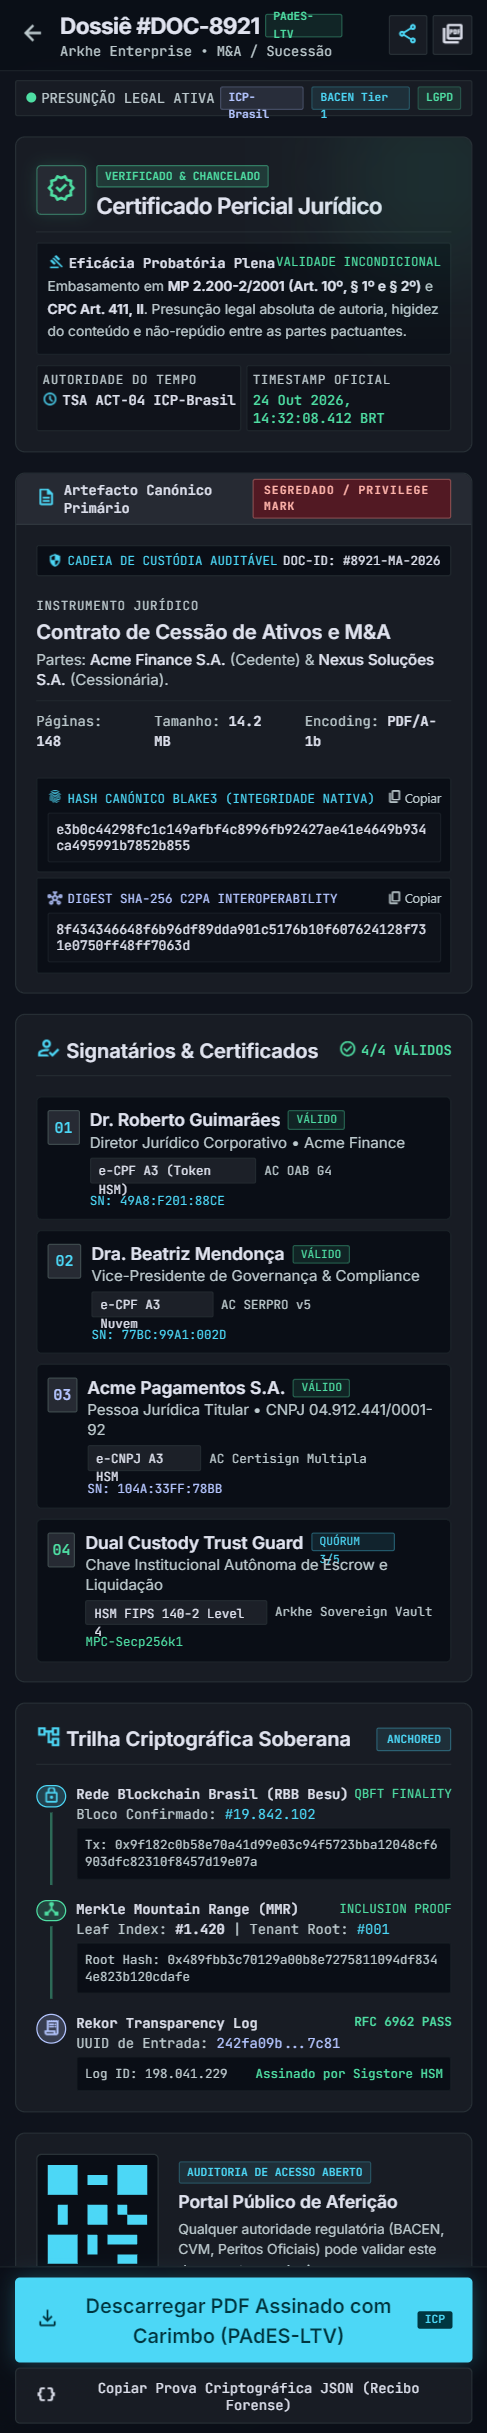 Dossiê #DOC-8921 PAdES-LTV
Arkhe Enterprise • M&A / Sucessão
PRESUNÇÃO LEGAL ATIVA ICP-Brasil BACEN Tier 1 LGPD
VERIFICADO & CHANCELADO
Certificado Pericial Jurídico
Eficácia Probatória Plena VALIDADE INCONDICIONAL
Embasamento em MP 2.200-2/2001 (Art. 10º, § 1º e § 2º) e
CPC Art. 411, II. Presunção legal absoluta de autoria, higidez
do conteúdo e não-repúdio entre as partes pactuantes.
AUTORIDADE DO TEMPO
TSA ACT-04 ICP-Brasil
TIMESTAMP OFICIAL
24 Out 2026,
14:32:08.412 BRT
Artefacto Canónico
Primário
SEGREDADO / PRIVILEGE
MARK
CADEIA DE CUSTÓDIA AUDITÁVEL DOC-ID: #8921-MA-2026
INSTRUMENTO JURÍDICO
Contrato de Cessão de Ativos e M&A
Partes: Acme Finance S.A. (Cedente) & Nexus Soluções
S.A. (Cessionária).
Páginas:
148
Tamanho: 14.2
MB
Encoding: PDF/A-
1b
HASH CANÓNICO BLAKE3 (INTEGRIDADE NATIVA) Copiar
e3b0c44298fc1c149afbf4c8996fb92427ae41e4649b934
ca495991b7852b855
DIGEST SHA-256 C2PA INTEROPERABILITY Copiar
8f434346648f6b96df89dda901c5176b10f607624128f73
1e0750ff48ff7063d
Signatários & Certificados 4/4 VÁLIDOS
01
Dr. Roberto Guimarães VÁLIDO
Diretor Jurídico Corporativo • Acme Finance
e-CPF A3 (Token
HSM)
AC OAB G4
SN: 49A8:F201:88CE
02
Dra. Beatriz Mendonça VÁLIDO
Vice-Presidente de Governança & Compliance
e-CPF A3
Nuvem
AC SERPRO v5
SN: 77BC:99A1:002D
03
Acme Pagamentos S.A. VÁLIDO
Pessoa Jurídica Titular • CNPJ 04.912.441/0001-
92
e-CNPJ A3
HSM
AC Certisign Multipla
SN: 104A:33FF:78BB
04
Dual Custody Trust Guard QUÓRUM
3/5
Chave Institucional Autônoma de Escrow e
Liquidação
HSM FIPS 140-2 Level
4
Arkhe Sovereign Vault
MPC-Secp256k1
Trilha Criptográfica Soberana ANCHORED
Rede Blockchain Brasil (RBB Besu) QBFT FINALITY
Bloco Confirmado: #19.842.102
Tx: 0x9f182c0b58e70a41d99e03c94f5723bba12048cf6
903dfc82310f8457d19e07a
Merkle Mountain Range (MMR) INCLUSION PROOF
Leaf Index: #1.420 | Tenant Root: #001
Root Hash: 0x489fbb3c70129a00b8e7275811094df834
4e823b120cdafe
Rekor Transparency Log RFC 6962 PASS
UUID de Entrada: 242fa09b...7c81
Log ID: 198.041.229 Assinado por Sigstore HSM
AUDITORIA DE ACESSO ABERTO
Portal Público de Aferição
Qualquer autoridade regulatória (BACEN,
CVM, Peritos Oficiais) pode validar este
Descarregar PDF Assinado com
Carimbo (PAdES-LTV)
ICP
Copiar Prova Criptográfica JSON (Recibo
Forense)